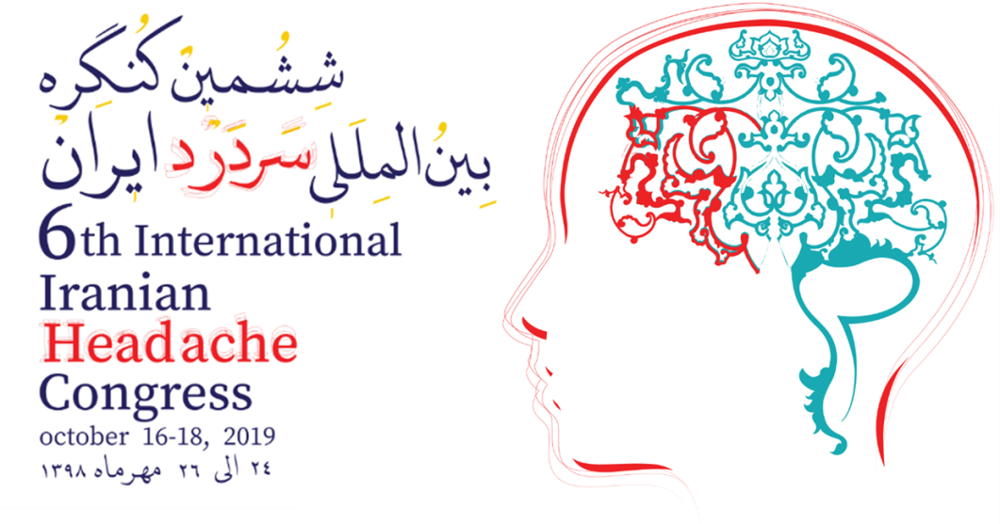 ششمین کنگره
بین‌المللی سردرد ایران
6th International
Iranian
Headache
Congress
october 16-18, 2019
۲۴ الی ۲۶ مهرماه ۱۳۹۸